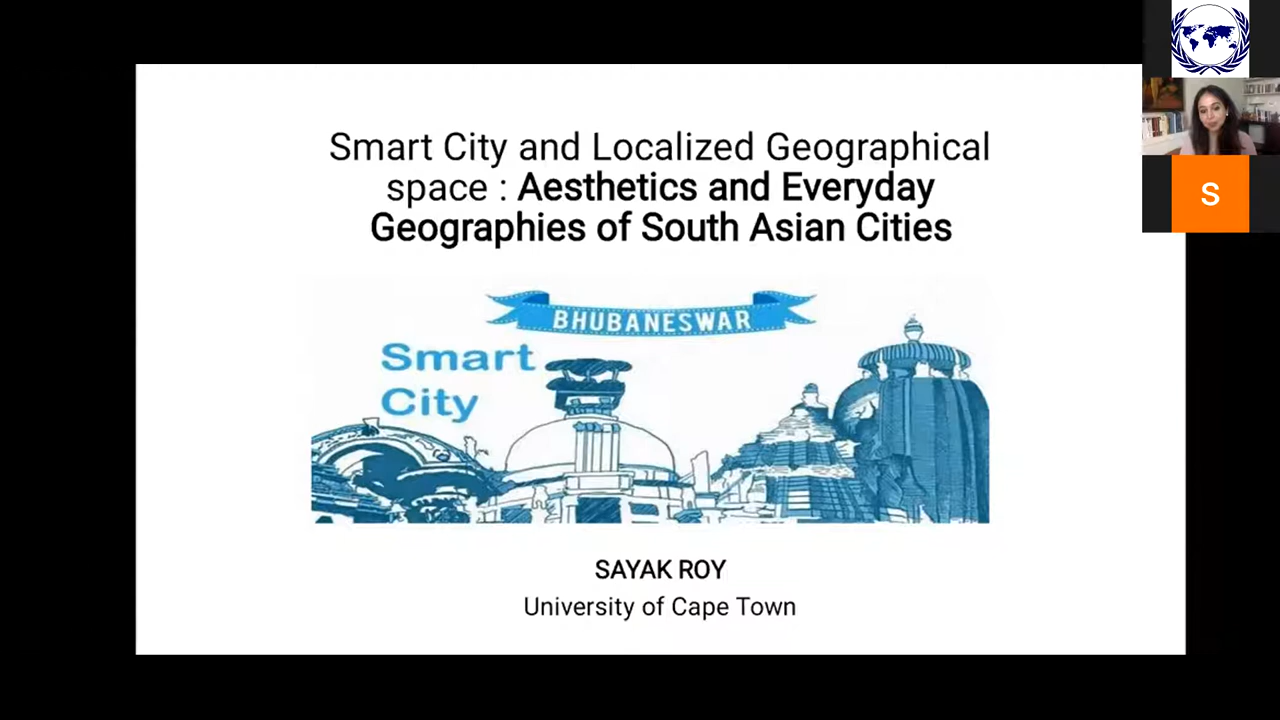 Smart City and Localized Geographical
space : Aesthetics and Everyday
Geographies of South Asian Cities
BHUBANESWAR
Smart
City
SAYAK ROY
University of Cape Town
S